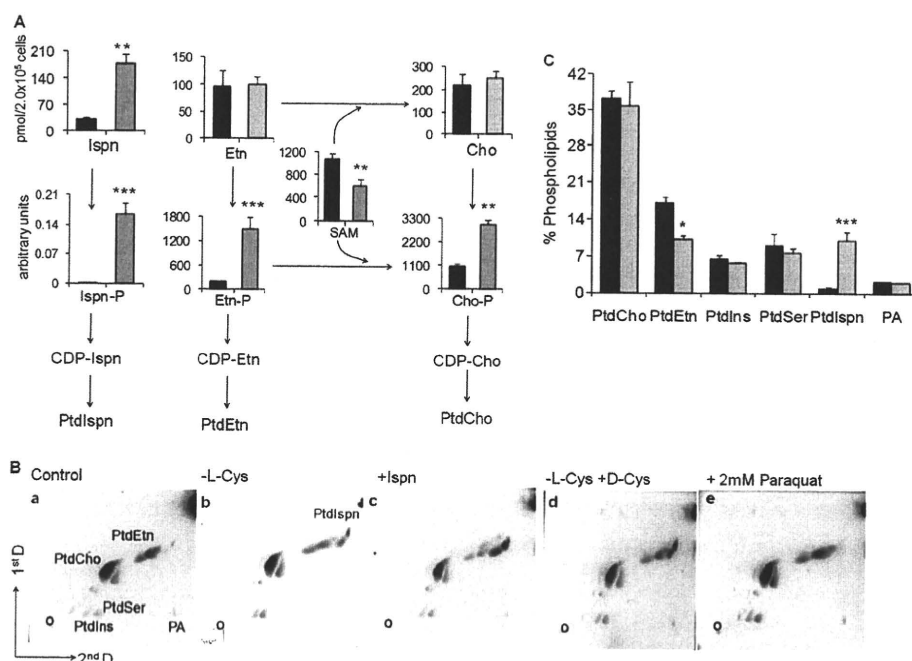 A
pmol/2.0x10⁵ cells
210
140
70
0
**
Ispn
150
100
50
0
Etn
300
200
100
0
Cho
1200
800
400
0
**
SAM
arbitrary units
0.21
0.14
0.07
0
***
Ispn-P
1800
1200
600
0
***
Etn-P
3300
2200
1100
0
**
Cho-P
CDP-Ispn
CDP-Etn
CDP-Cho
PtdIspn
PtdEtn
PtdCho
C
% Phospholipids
42
35
27
18
12
7
0
*
***
PtdCho PtdEtn PtdIns PtdSer PtdIspn PA
B
Control
-L-Cys
+Ispn
-L-Cys +D-Cys
+ 2mM Paraquat
a
b
c
d
e
PtdEtn
PtdCho
PtdSer
PtdIns
PA
PtdIspn
1ˢᵗ D
2ⁿᵈ D
o
o
o
o
o